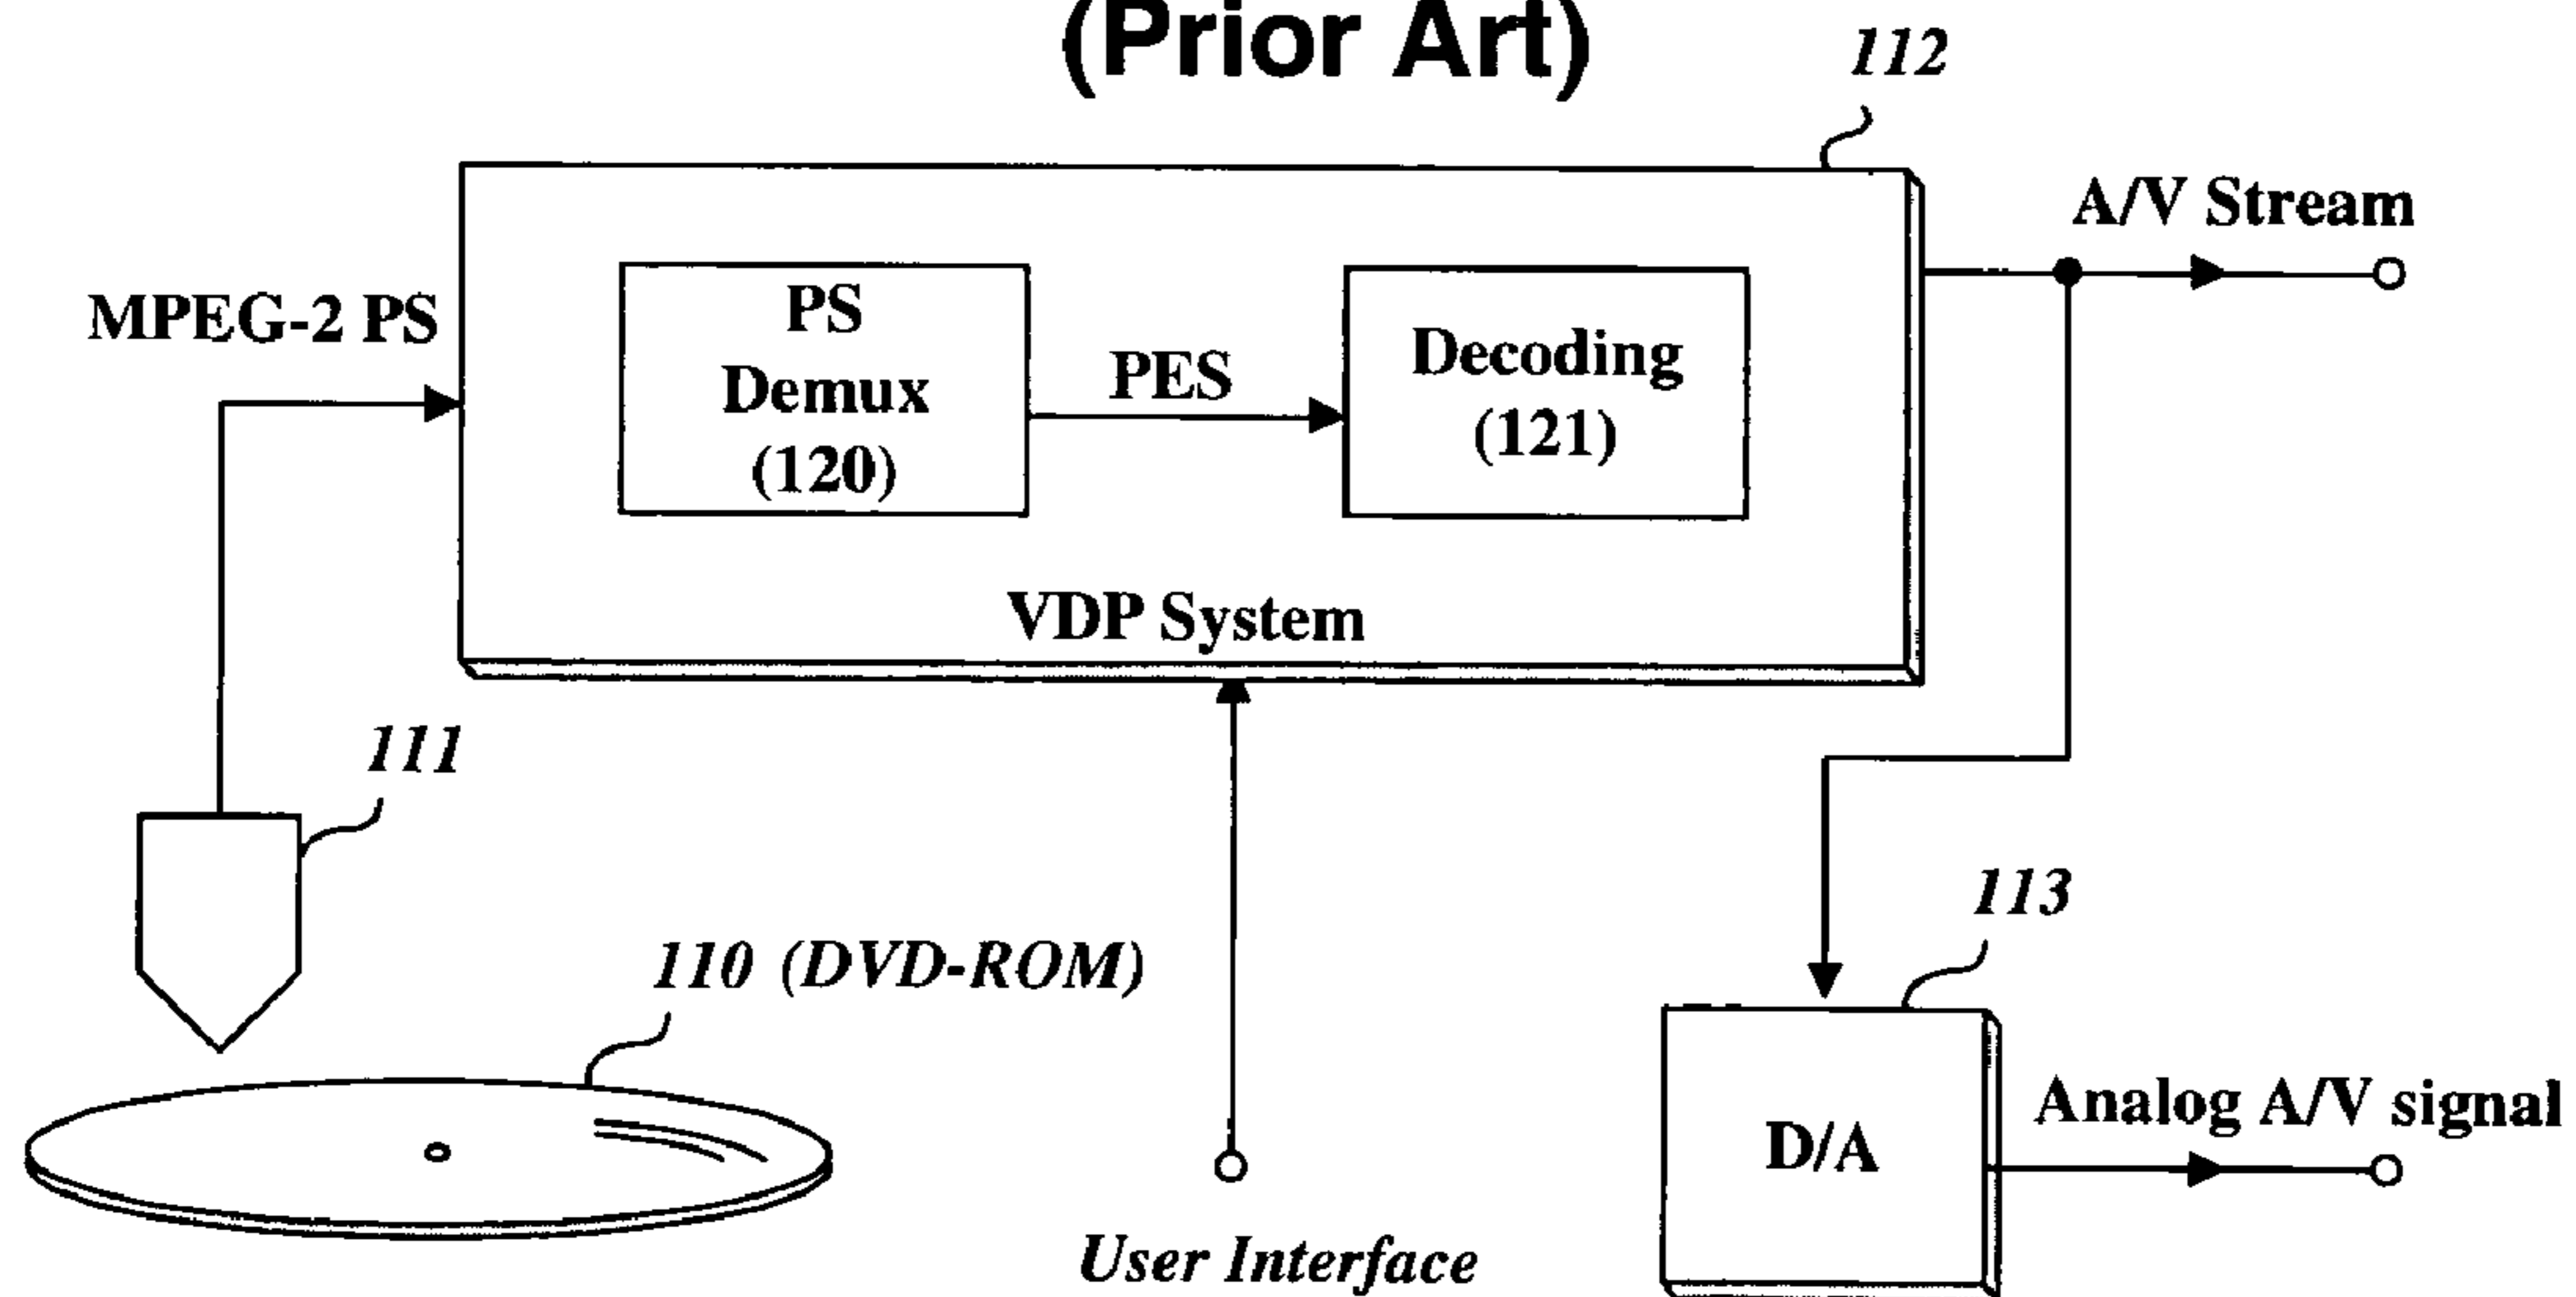 (Prior Art)
112
A/V Stream
MPEG-2 PS
PS
Demux
(120)
PES
Decoding
(121)
VDP System
111
110 (DVD-ROM)
113
D/A
Analog A/V signal
User Interface